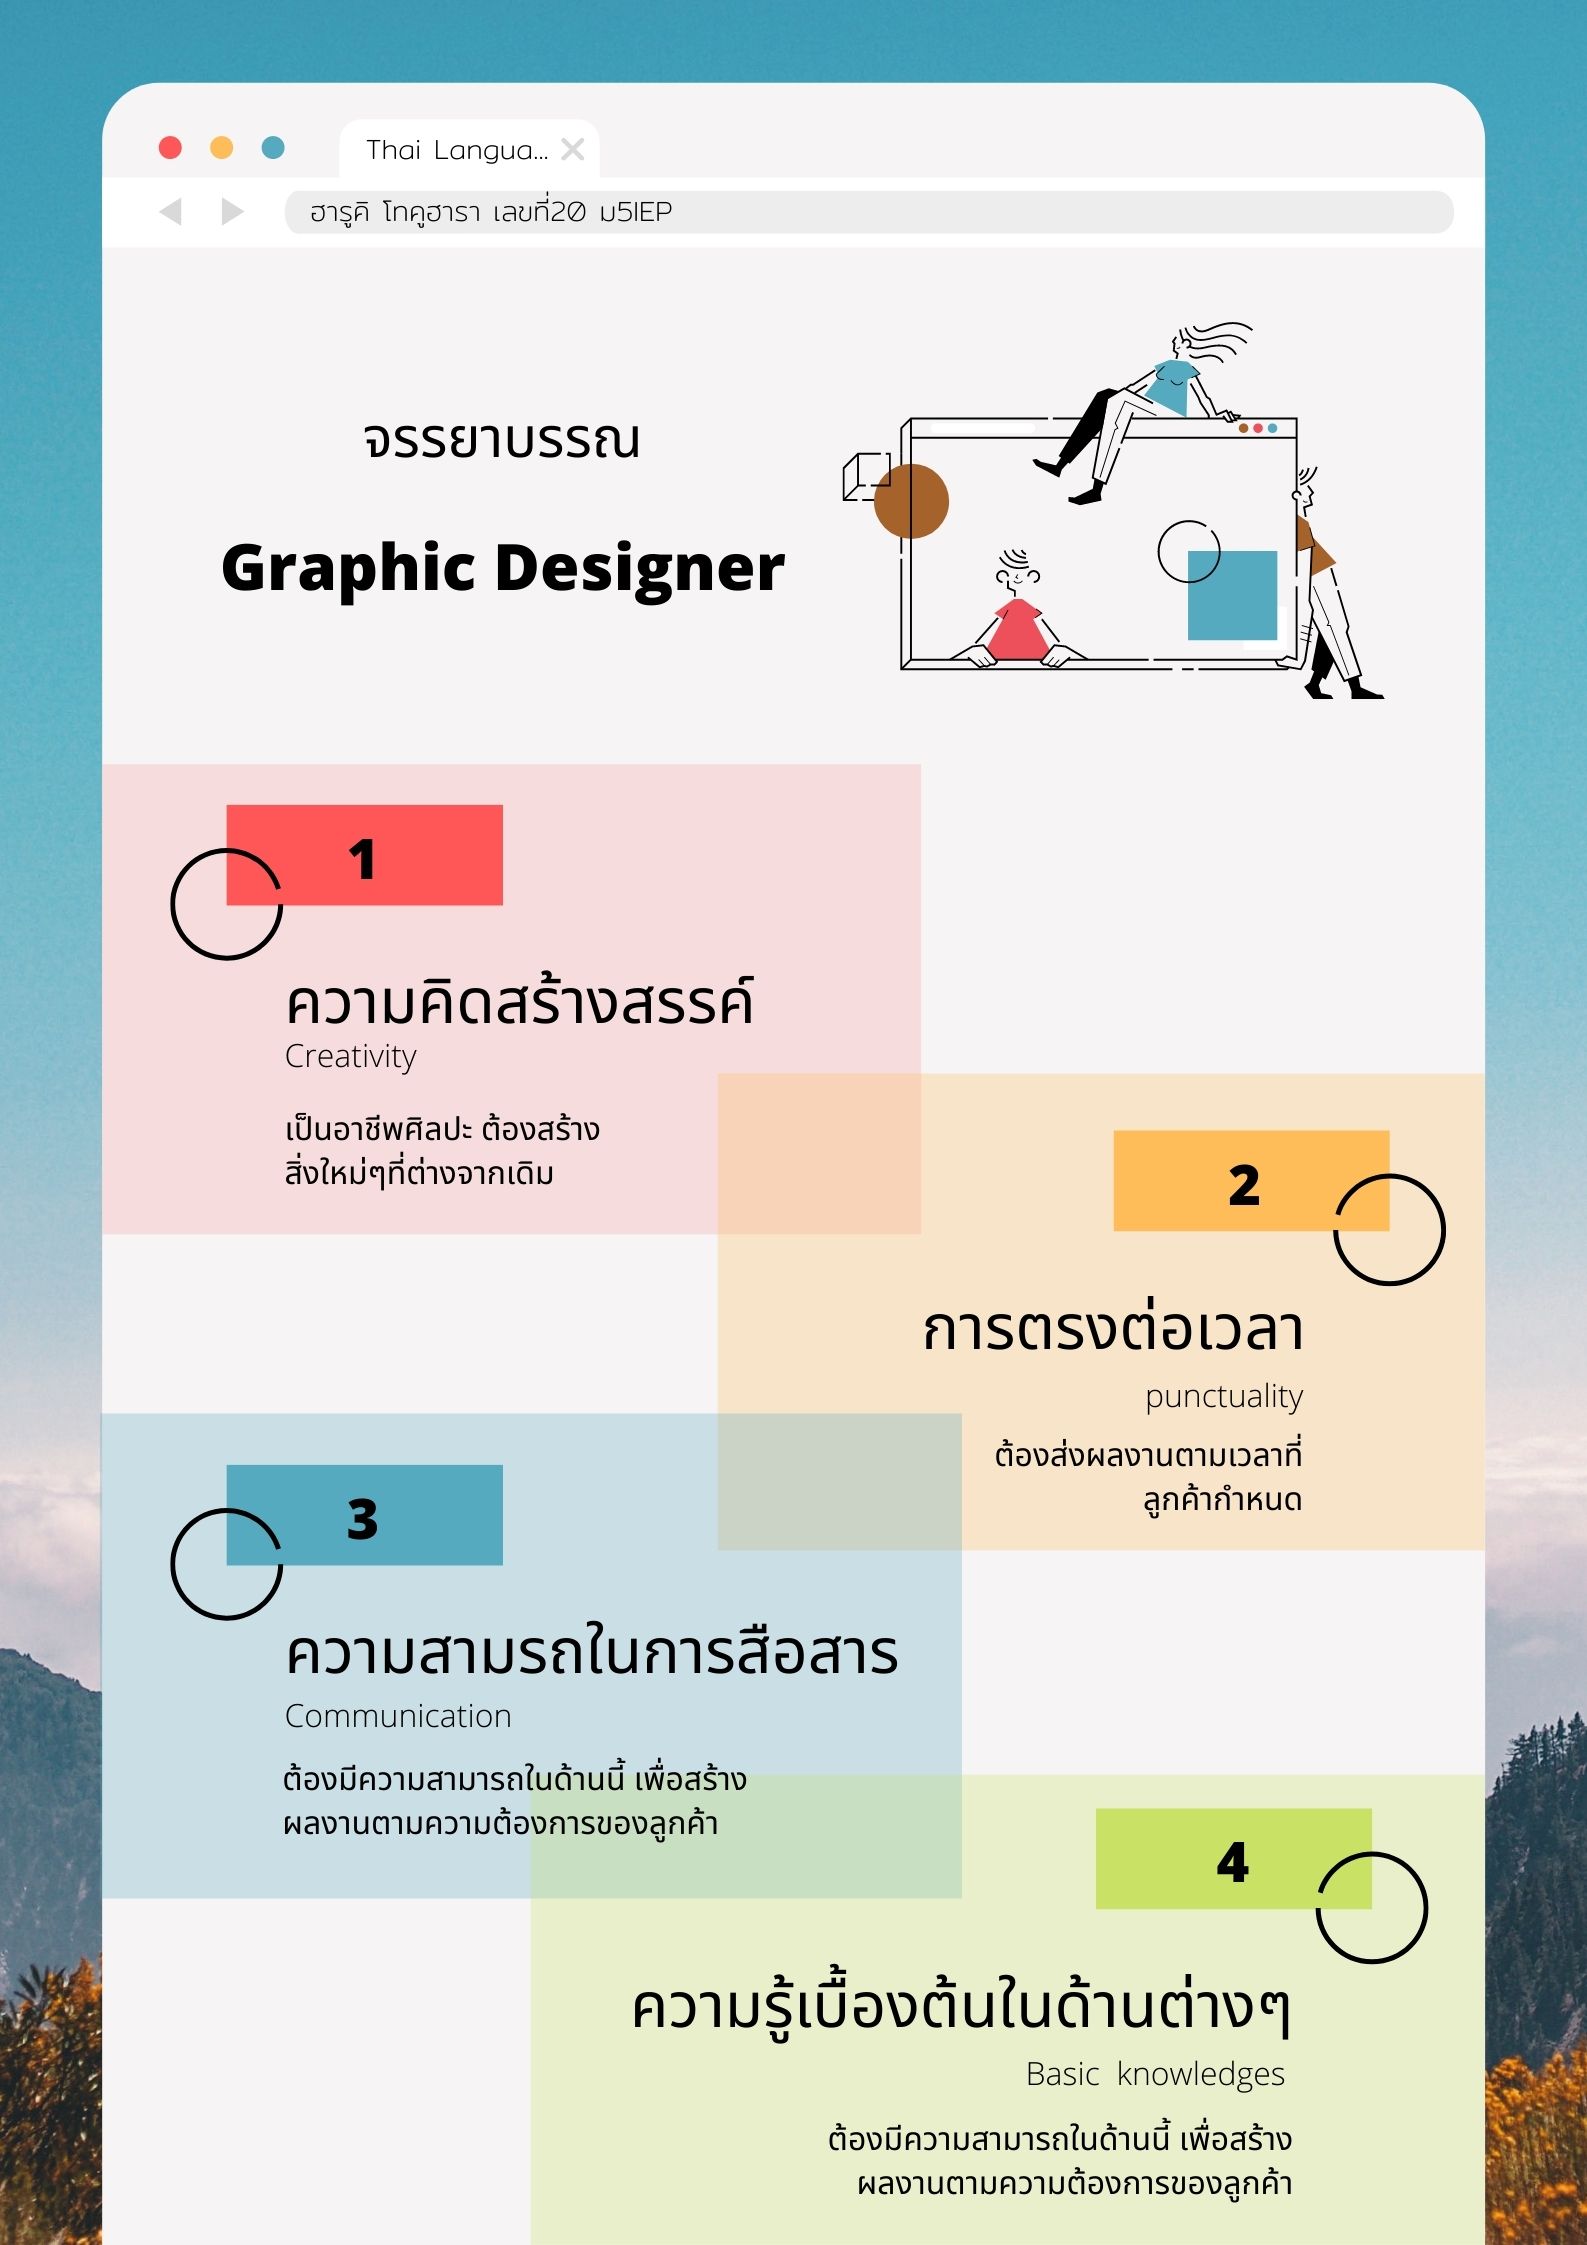 Thai Langua...
ฮารูคิ โทคูฮารา เลขที่20 ม5IEP
จรรยาบรรณ
Graphic Designer
1
ความคิดสร้างสรรค์
Creativity
เป็นอาชีพศิลปะ ต้องสร้าง
สิ่งใหม่ๆที่ต่างจากเดิม
2
การตรงต่อเวลา
punctuality
ต้องส่งผลงานตามเวลาที่
ลูกค้ากำหนด
3
ความสามรถในการสือสาร
Communication
ต้องมีความสามารถในด้านนี้ เพื่อสร้าง
ผลงานตามความต้องการของลูกค้า
4
ความรู้เบื้องต้นในด้านต่างๆ
Basic knowledges
ต้องมีความสามารถในด้านนี้ เพื่อสร้าง
ผลงานตามความต้องการของลูกค้า